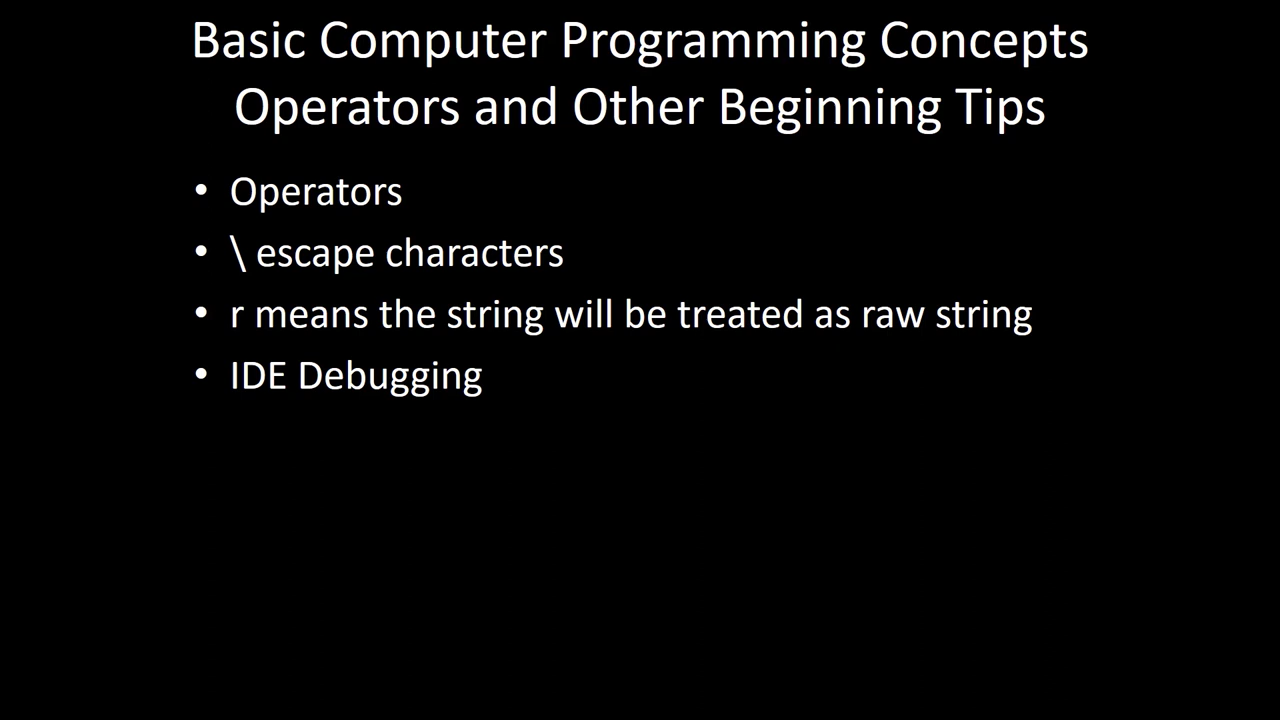 Basic Computer Programming Concepts
Operators and Other Beginning Tips
• Operators
• \ escape characters
• r means the string will be treated as raw string
• IDE Debugging